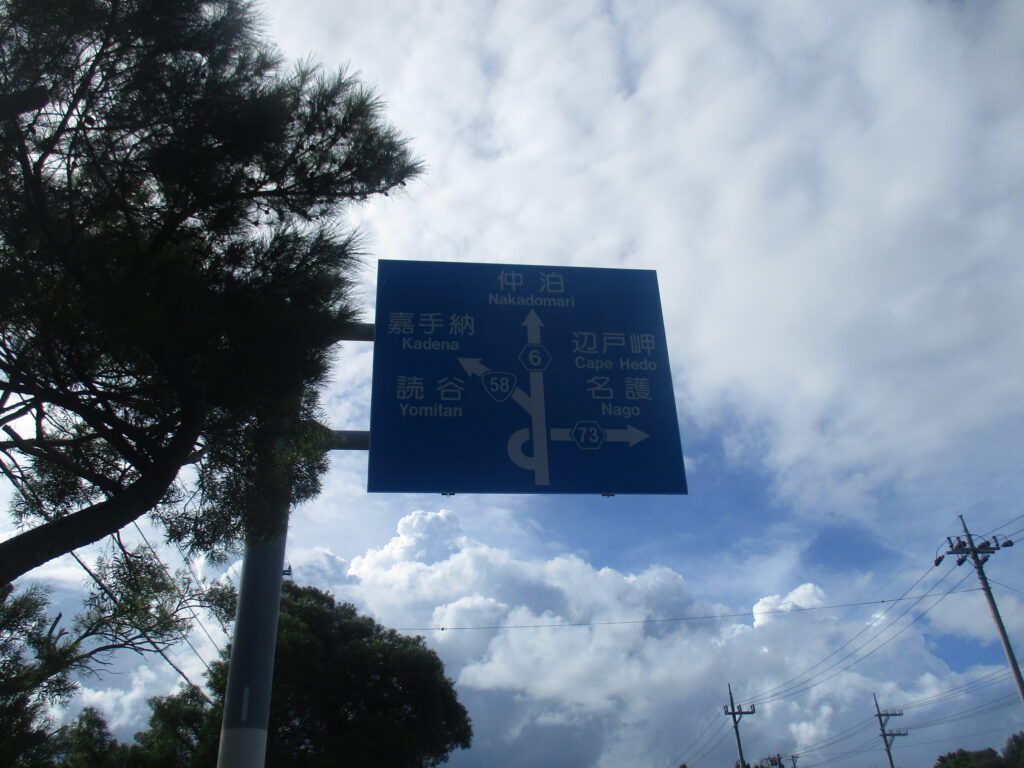 仲泊
Nakadomari
嘉手納
Kadena
6
辺戸岬
Cape Hedo
58
読谷
Yomitan
名護
Nago
73